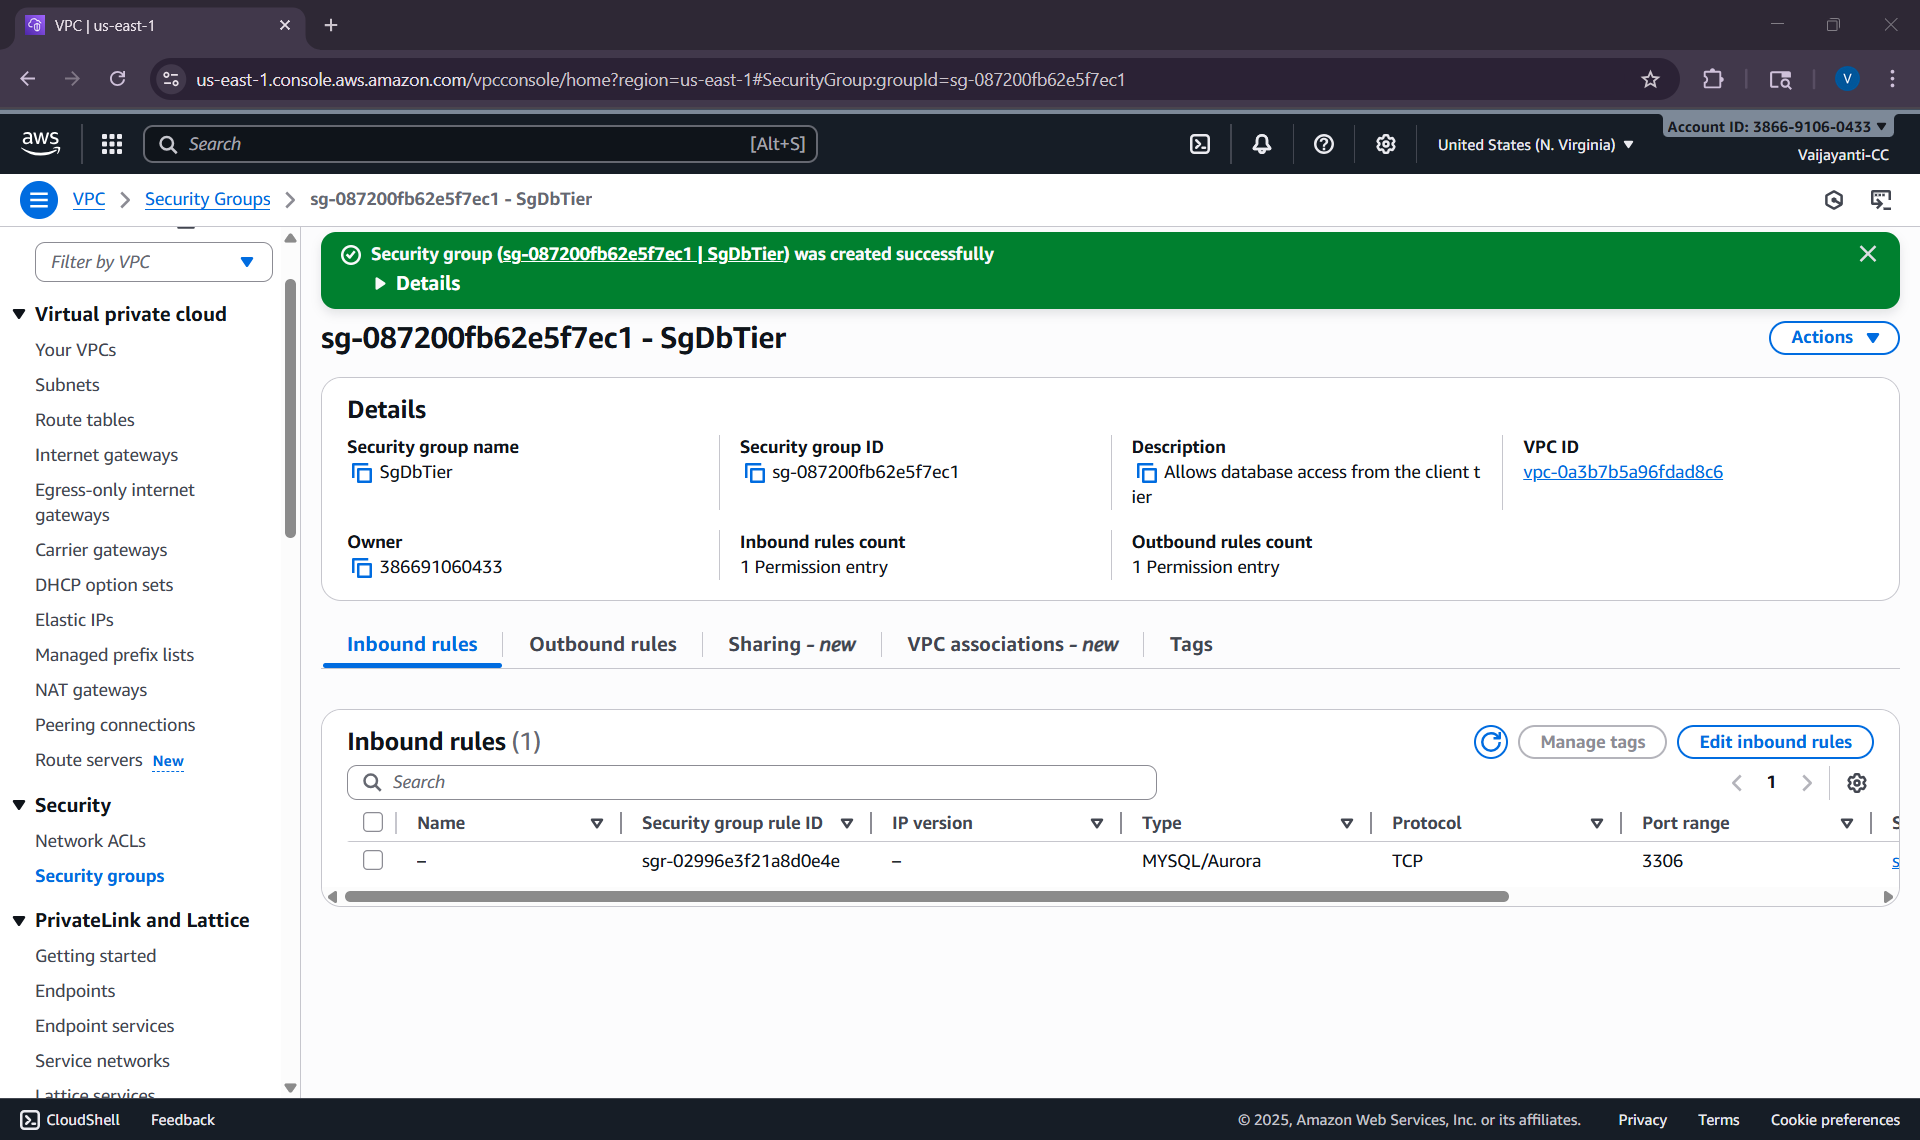 VPC | us-east-1
us-east-1.console.aws.amazon.com/vpcconsole/home?region=us-east-1#SecurityGroup:groupId=sg-087200fb62e5f7ec1
V
aws
Search [Alt+S]
United States (N. Virginia)
Account ID: 3866-9106-0433
Vaijayanti-CC
VPC
Security Groups
sg-087200fb62e5f7ec1 - SgDbTier
Filter by VPC
Virtual private cloud
Your VPCs
Subnets
Route tables
Internet gateways
Egress-only internet
gateways
Carrier gateways
DHCP option sets
Elastic IPs
Managed prefix lists
NAT gateways
Peering connections
Route servers New
Security
Network ACLs
Security groups
PrivateLink and Lattice
Getting started
Endpoints
Endpoint services
Service networks
Lattice services
Security group (sg-087200fb62e5f7ec1 | SgDbTier) was created successfully
Details
sg-087200fb62e5f7ec1 - SgDbTier
Actions
Details
Security group name
SgDbTier
Security group ID
sg-087200fb62e5f7ec1
Description
Allows database access from the client t
ier
VPC ID
vpc-0a3b7b5a96fdad8c6
Owner
386691060433
Inbound rules count
1 Permission entry
Outbound rules count
1 Permission entry
Inbound rules
Outbound rules
Sharing - new
VPC associations - new
Tags
Inbound rules (1)
Manage tags
Edit inbound rules
Search
1
Name Security group rule ID IP version Type Protocol Port range
– sgr-02996e3f21a8d0e4e – MYSQL/Aurora TCP 3306
CloudShell
Feedback
© 2025, Amazon Web Services, Inc. or its affiliates.
Privacy
Terms
Cookie preferences